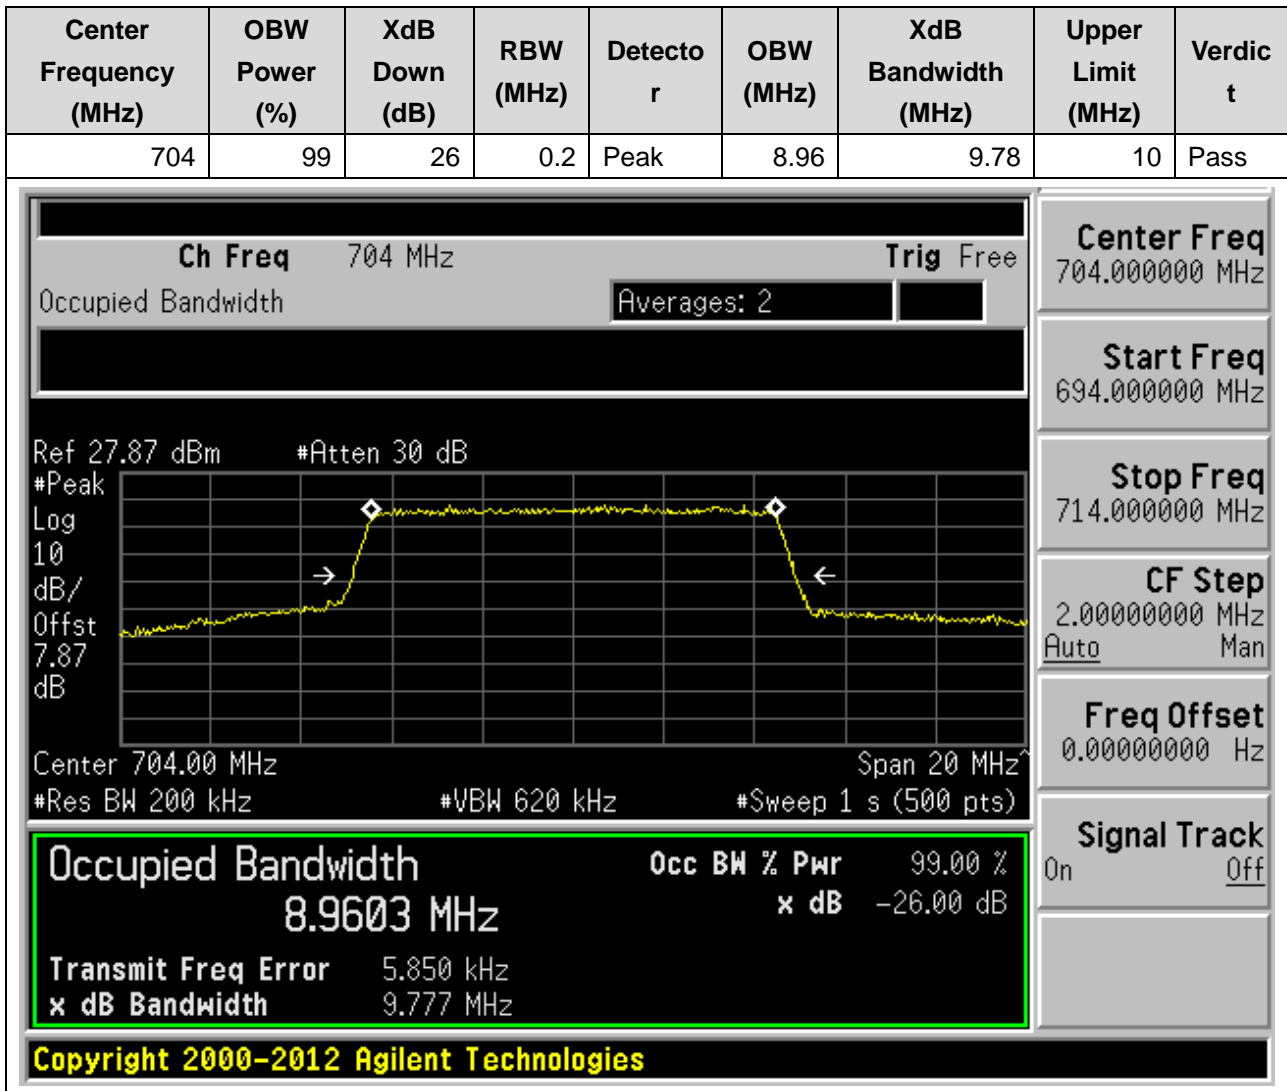 Center Frequency (MHz) OBW Power (%) XdB Down (dB) RBW (MHz) Detecto r OBW (MHz) XdB Bandwidth (MHz) Upper Limit (MHz) Verdic t
704 99 26 0.2 Peak 8.96 9.78 10 Pass
Ch Freq 704 MHz Trig Free
Occupied Bandwidth Averages: 2
Ref 27.87 dBm #Atten 30 dB
#Peak
Log
10
dB/
Offst
7.87
dB
Center 704.00 MHz Span 20 MHz^
#Res BW 200 kHz #VBW 620 kHz #Sweep 1 s (500 pts)
Occupied Bandwidth Occ BW % Pwr 99.00 %
8.9603 MHz x dB -26.00 dB
Transmit Freq Error 5.850 kHz
x dB Bandwidth 9.777 MHz
Copyright 2000-2012 Agilent Technologies
Center Freq
704.000000 MHz
Start Freq
694.000000 MHz
Stop Freq
714.000000 MHz
CF Step
2.00000000 MHz
Auto Man
Freq Offset
0.00000000 Hz
Signal Track
On Off